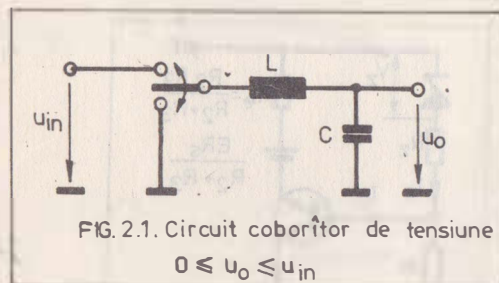 L
u_in
C
u_o
FIG. 2.1. Circuit coborîtor de tensiune
0 ⩽ u_o ⩽ u_in